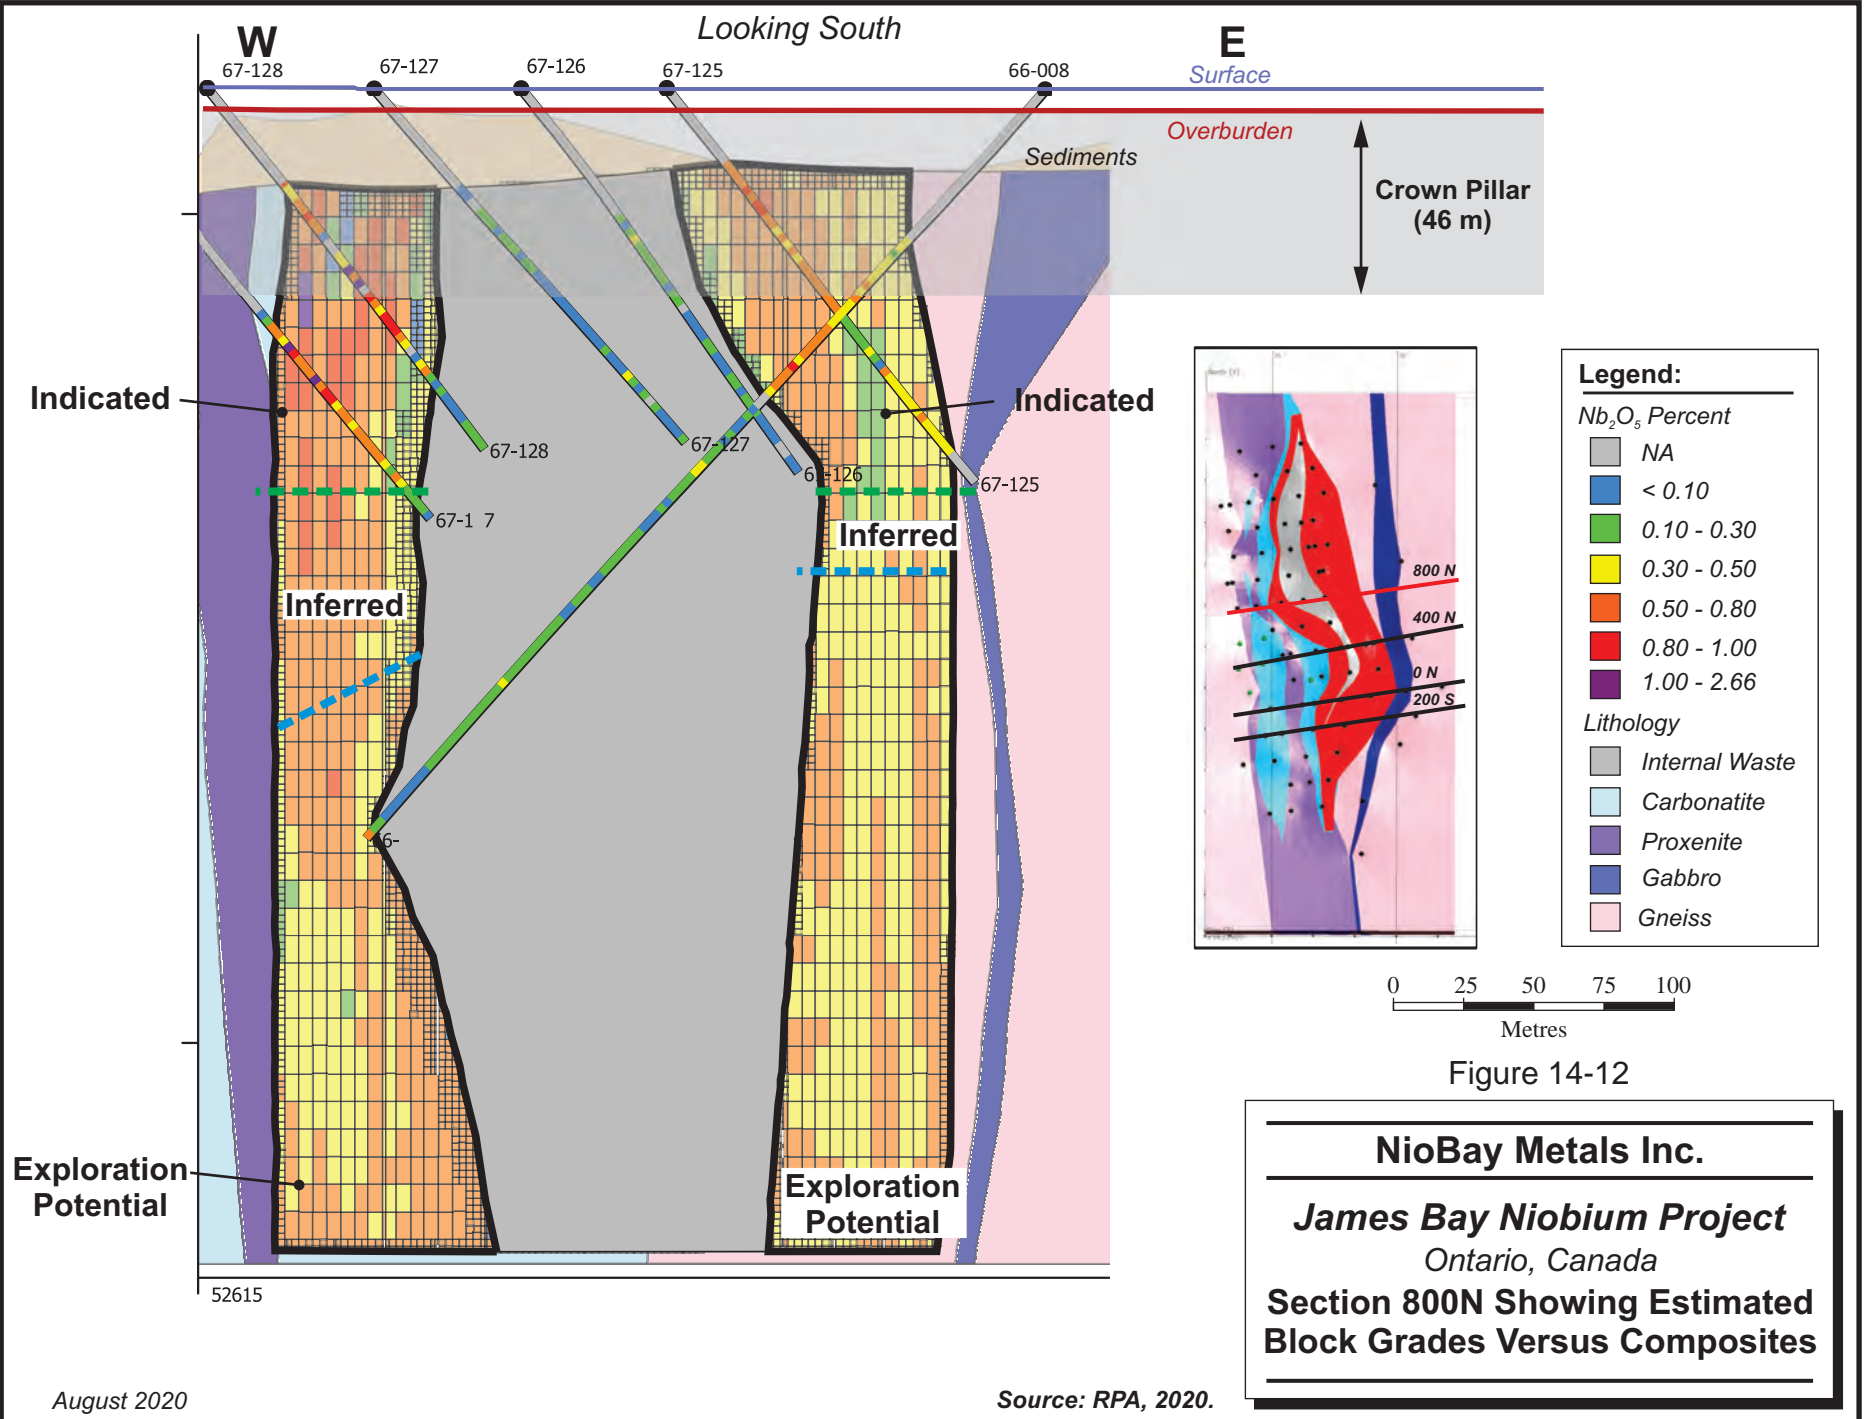 Looking South
W
E
67-128
67-127
67-126
67-125
66-008
Surface
Overburden
Sediments
Crown Pillar
(46 m)
Indicated
Indicated
67-128
67-127
-126
67-125
67-1 7
Inferred
Inferred
6-
Exploration
Potential
Exploration
Potential
52615
800 N
400 N
0 N
200 S
Legend:
Nb2O5 Percent
NA
< 0.10
0.10 - 0.30
0.30 - 0.50
0.50 - 0.80
0.80 - 1.00
1.00 - 2.66
Lithology
Internal Waste
Carbonatite
Proxenite
Gabbro
Gneiss
0 25 50 75 100
Metres
Figure 14-12
NioBay Metals Inc.
James Bay Niobium Project
Ontario, Canada
Section 800N Showing Estimated
Block Grades Versus Composites
August 2020
Source: RPA, 2020.